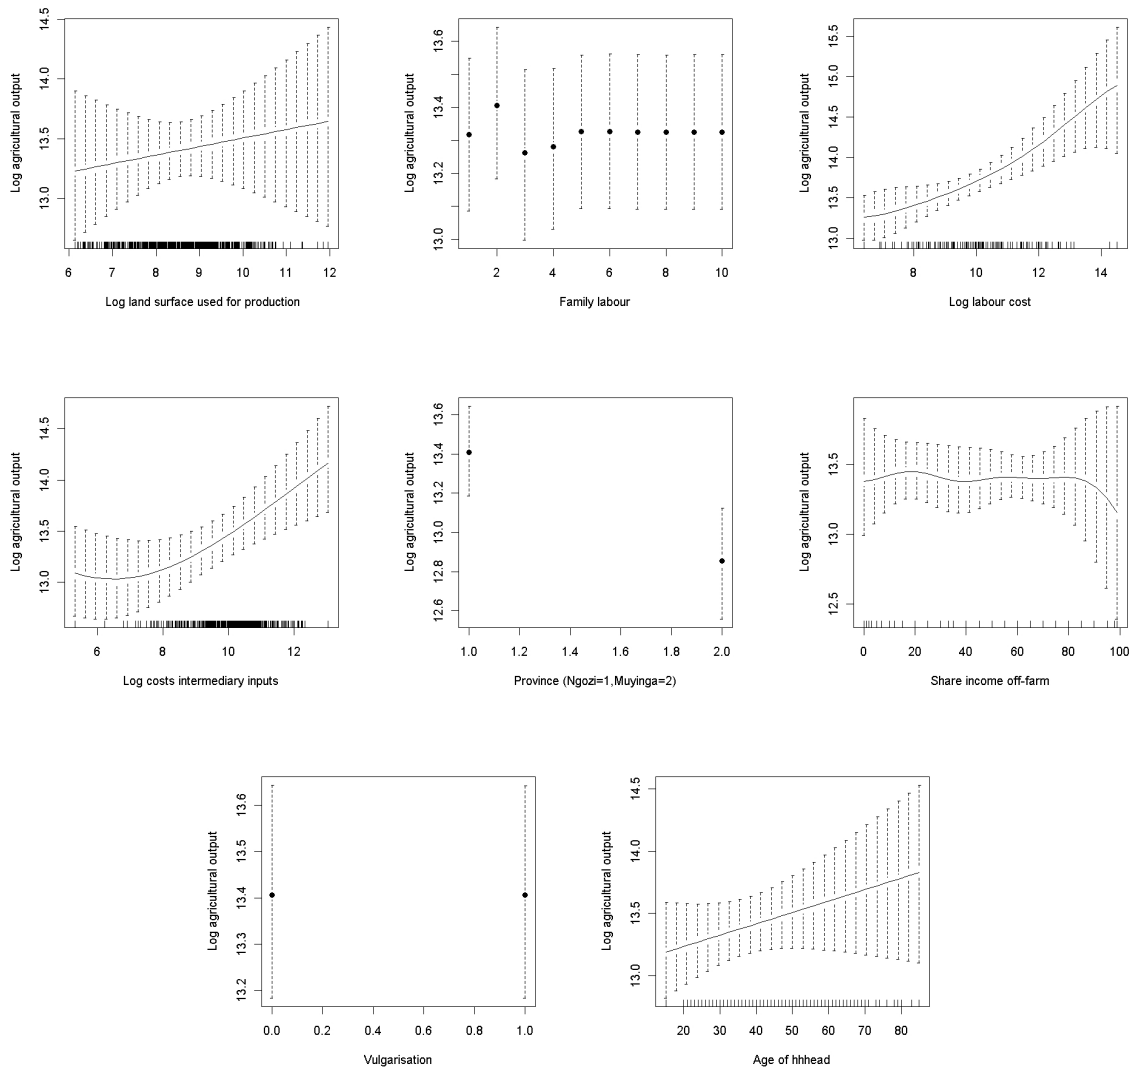 Log agricultural output
13.0 13.5 14.0 14.5
6 7 8 9 10 11 12
Log land surface used for production
Log agricultural output
13.0 13.2 13.4 13.6
2 4 6 8 10
Family labour
Log agricultural output
13.0 13.5 14.0 14.5 15.0 15.5
8 10 12 14
Log labour cost
Log agricultural output
13.0 13.5 14.0 14.5
6 8 10 12
Log costs intermediary inputs
Log agricultural output
12.6 12.8 13.0 13.2 13.4 13.6
1.0 1.2 1.4 1.6 1.8 2.0
Province (Ngozi=1,Muyinga=2)
Log agricultural output
12.5 13.0 13.5
0 20 40 60 80 100
Share income off-farm
Log agricultural output
13.2 13.3 13.4 13.5 13.6
0.0 0.2 0.4 0.6 0.8 1.0
Vulgarisation
Log agricultural output
13.0 13.5 14.0 14.5
20 30 40 50 60 70 80
Age of hhhead